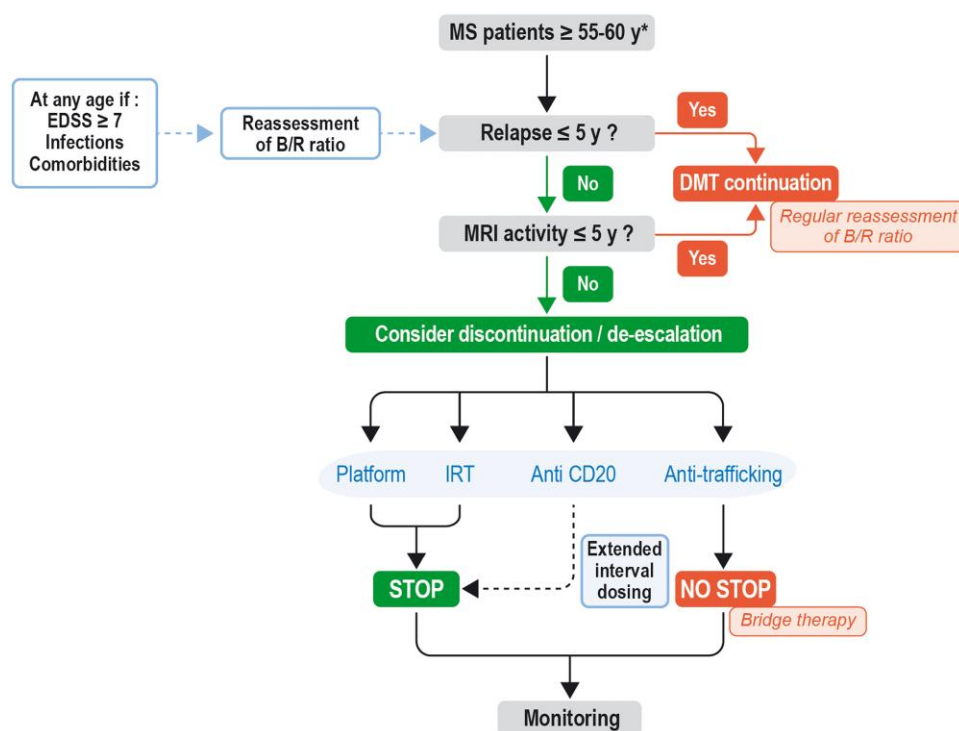 MS patients ≥ 55-60 y*
At any age if :
EDSS ≥ 7
Infections
Comorbidities
Reassessment
of B/R ratio
Relapse ≤ 5 y ?
Yes
No
DMT continuation
Regular reassessment
of B/R ratio
MRI activity ≤ 5 y ?
Yes
No
Consider discontinuation / de-escalation
Platform
IRT
Anti CD20
Anti-trafficking
Extended
interval
dosing
STOP
NO STOP
Bridge therapy
Monitoring